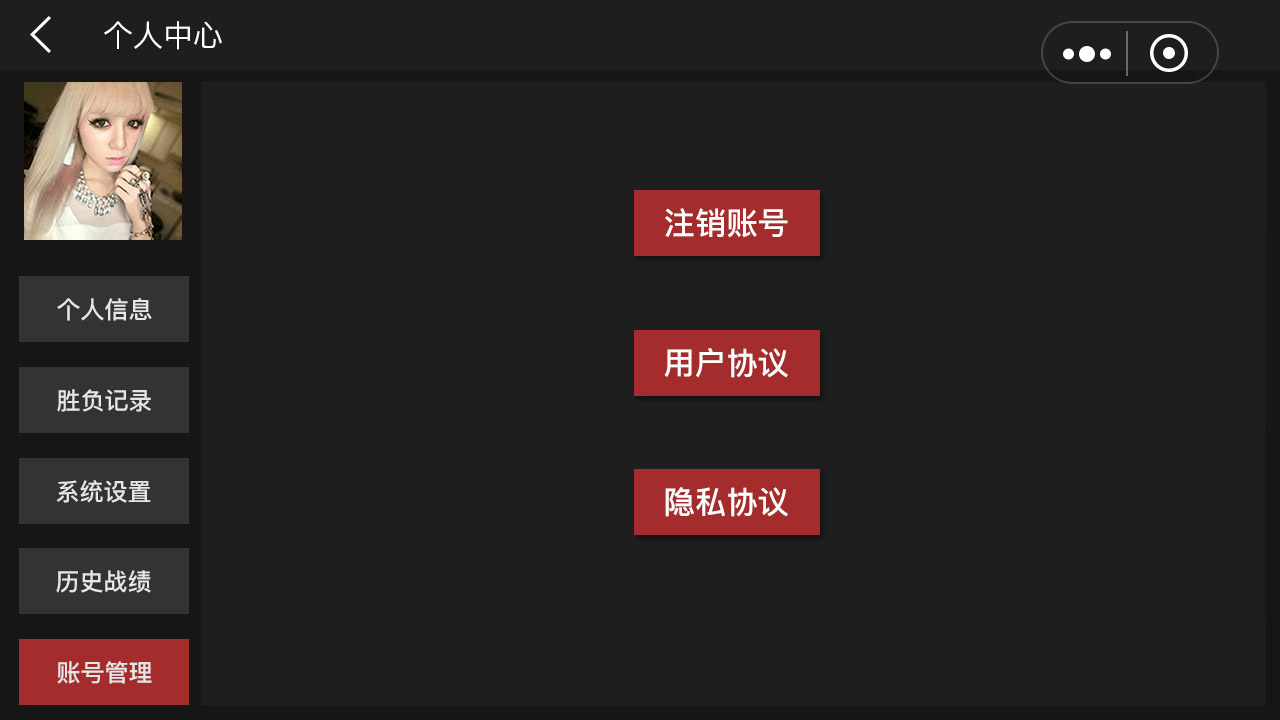 个人中心
个人信息
胜负记录
系统设置
历史战绩
账号管理
注销账号
用户协议
隐私协议